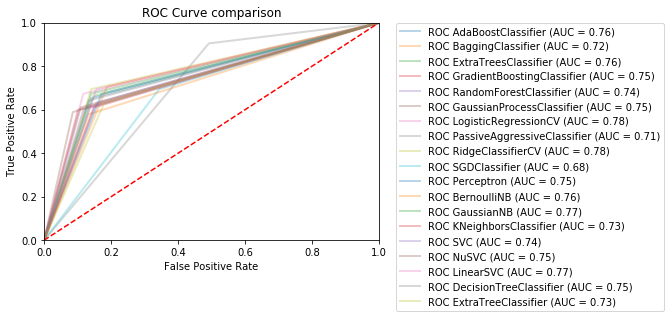 ROC Curve comparison
1.0
0.8
0.6
0.4
0.2
0.0
True Positive Rate
0.0 0.2 0.4 0.6 0.8 1.0
False Positive Rate
ROC AdaBoostClassifier (AUC = 0.76)
ROC BaggingClassifier (AUC = 0.72)
ROC ExtraTreesClassifier (AUC = 0.76)
ROC GradientBoostingClassifier (AUC = 0.75)
ROC RandomForestClassifier (AUC = 0.74)
ROC GaussianProcessClassifier (AUC = 0.75)
ROC LogisticRegressionCV (AUC = 0.78)
ROC PassiveAggressiveClassifier (AUC = 0.71)
ROC RidgeClassifierCV (AUC = 0.78)
ROC SGDClassifier (AUC = 0.68)
ROC Perceptron (AUC = 0.75)
ROC BernoulliNB (AUC = 0.76)
ROC GaussianNB (AUC = 0.77)
ROC KNeighborsClassifier (AUC = 0.73)
ROC SVC (AUC = 0.74)
ROC NuSVC (AUC = 0.75)
ROC LinearSVC (AUC = 0.77)
ROC DecisionTreeClassifier (AUC = 0.75)
ROC ExtraTreeClassifier (AUC = 0.73)